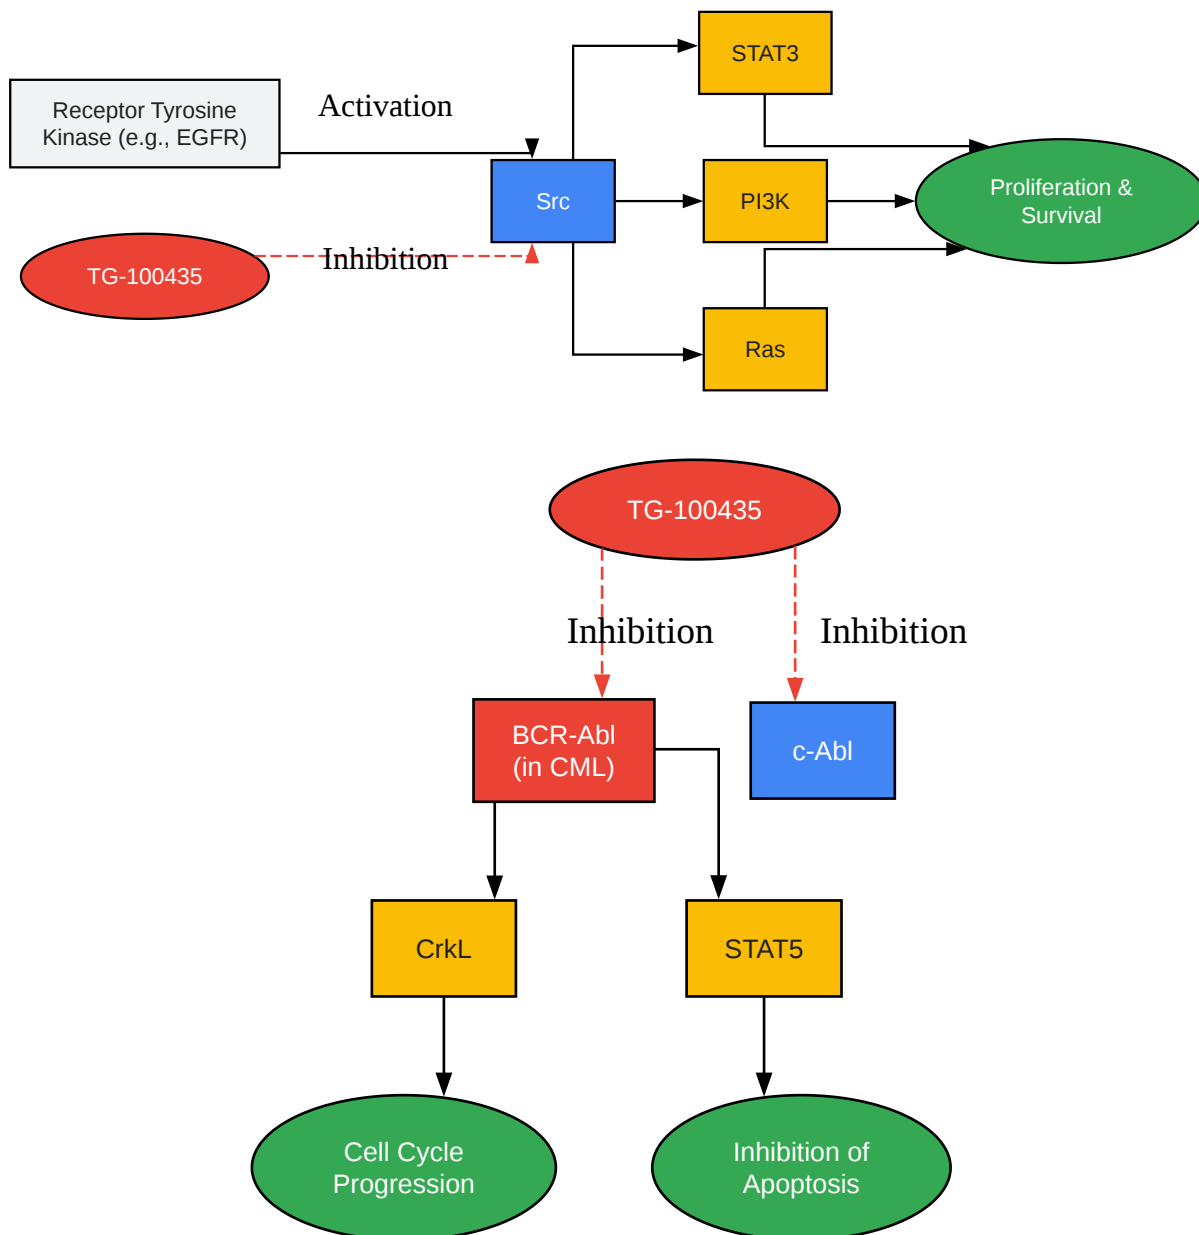 STAT3
Receptor Tyrosine
Kinase (e.g., EGFR)
Activation
Src
PI3K
Proliferation &
Survival
TG-100435
Inhibition
Ras
TG-100435
Inhibition
Inhibition
BCR-Abl
(in CML)
c-Abl
CrkL
STAT5
Cell Cycle
Progression
Inhibition of
Apoptosis